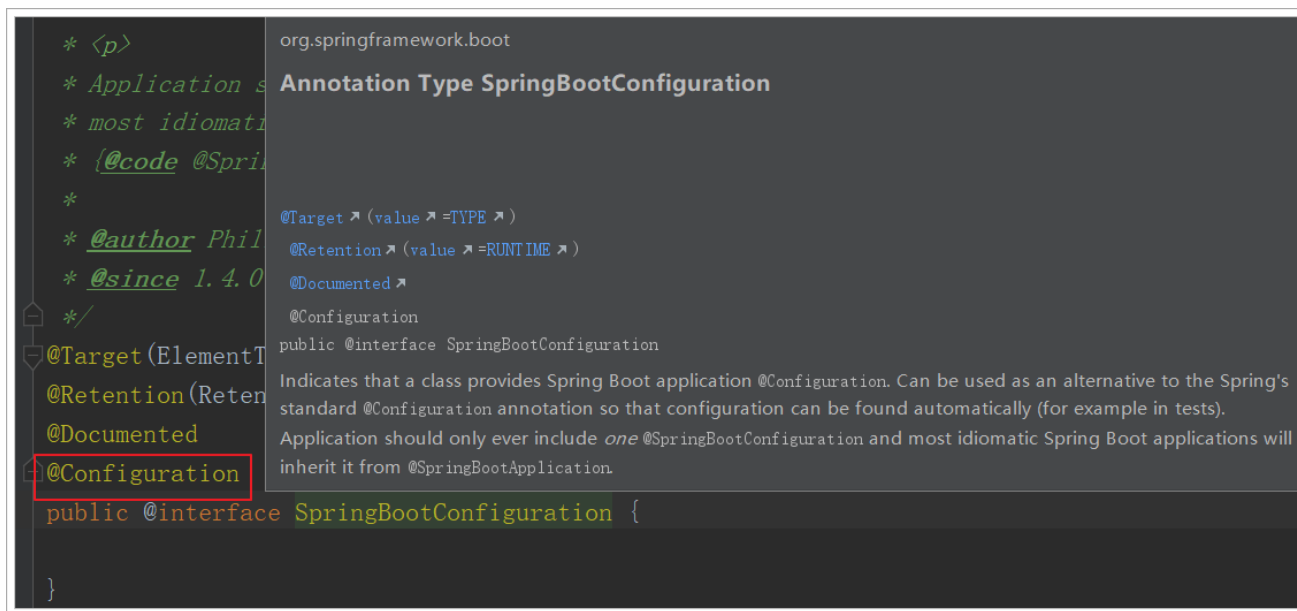 * <p>
* Application s
* most idiomati
* {@code @Spri
*
* @author Phil
* @since 1.4.0
*/
@Target(ElementT
@Retention(Reten
@Documented
@Configuration
public @interface SpringBootConfiguration {
}
org.springframework.boot
Annotation Type SpringBootConfiguration
@Target (value =TYPE )
@Retention (value =RUNTIME )
@Documented
@Configuration
public @interface SpringBootConfiguration
Indicates that a class provides Spring Boot application @Configuration. Can be used as an alternative to the Spring's
standard @Configuration annotation so that configuration can be found automatically (for example in tests).
Application should only ever include one @SpringBootConfiguration and most idiomatic Spring Boot applications will
inherit it from @SpringBootApplication.